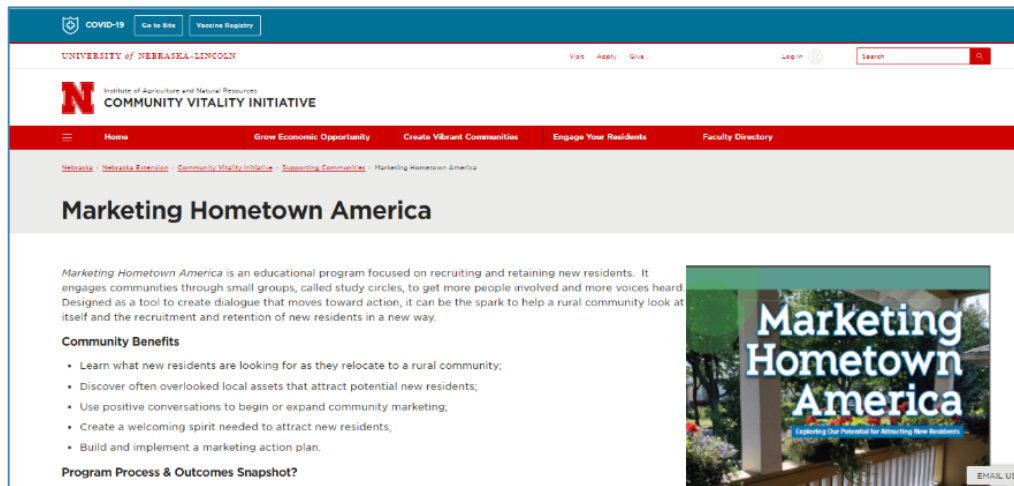 COVID-19 Go to Site Vaccine Registry
UNIVERSITY of NEBRASKA–LINCOLN Visit Apply Give Log In Search
Institute of Agriculture and Natural Resources
N COMMUNITY VITALITY INITIATIVE
Home Grow Economic Opportunity Create Vibrant Communities Engage Your Residents Faculty Directory
Nebraska › Nebraska Extension › Community Vitality Initiative › Supporting Communities › Marketing Hometown America
Marketing Hometown America
Marketing Hometown America is an educational program focused on recruiting and retaining new residents. It
engages communities through small groups, called study circles, to get more people involved and more voices heard.
Designed as a tool to create dialogue that moves toward action, it can be the spark to help a rural community look at
itself and the recruitment and retention of new residents in a new way.
Community Benefits
• Learn what new residents are looking for as they relocate to a rural community;
• Discover often overlooked local assets that attract potential new residents;
• Use positive conversations to begin or expand community marketing;
• Create a welcoming spirit needed to attract new residents;
• Build and implement a marketing action plan.
Program Process & Outcomes Snapshot?
Marketing
Hometown
America
Exploring Our Potential for Attracting New Residents
EMAIL US